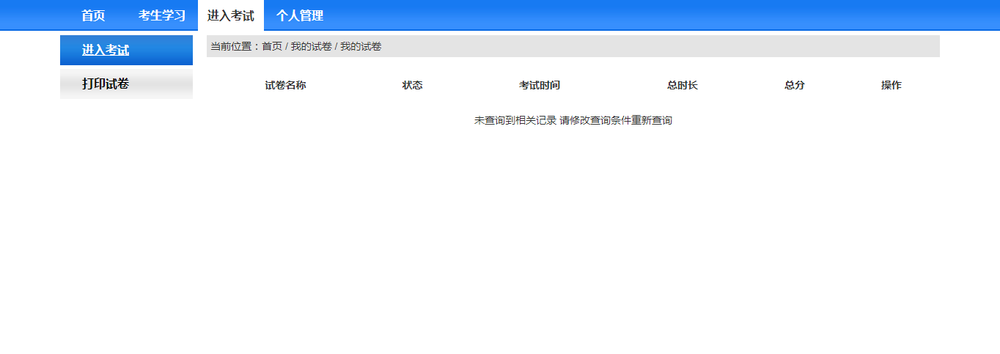 首页 考生学习 进入考试 个人管理
进入考试
打印试卷
当前位置：首页 / 我的试卷 / 我的试卷
试卷名称 状态 考试时间 总时长 总分 操作
未查询到相关记录 请修改查询条件重新查询